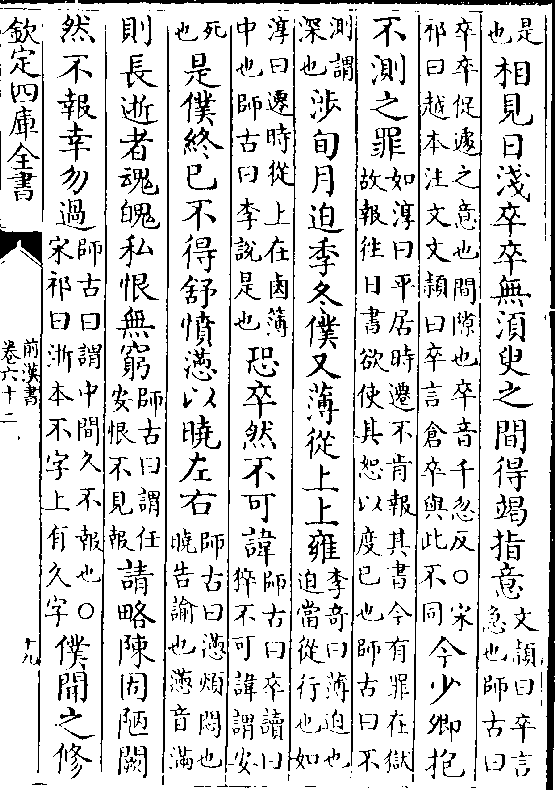 是
也
相見日淺卒卒無湏臾之間得竭指意
文穎曰卒言
急也師古曰
卒卒促遽之意也間隙也卒音千忽反○宋
祁曰越本注文文穎曰卒言倉卒與此不同
今少卿抱
不測之罪
如淳曰平居時遷不肯報其書今有罪在獄
故報往日書欲使其恕以度已也師古曰不
測謂
深也
涉旬月迫季冬僕又薄從上上雍
李奇曰薄迫也
迫當從行也如
淳曰遷時從上在鹵簿
中也師古曰李說是也
恐卒然不可諱
師古曰卒讀曰
猝不可諱謂安
死
也
是僕終已不得舒憤懣以曉左右
師古曰懣煩悶也
曉告諭也懣音滿
則長逝者魂魄私恨無窮
師古曰謂任
安恨不見報
請略陳固陋闕
然不報幸勿過
師古曰謂中間久不報也○
宋祁曰浙本不字上有久字
僕聞之修
欽定四庫全書
前漢書
卷六十二
十九